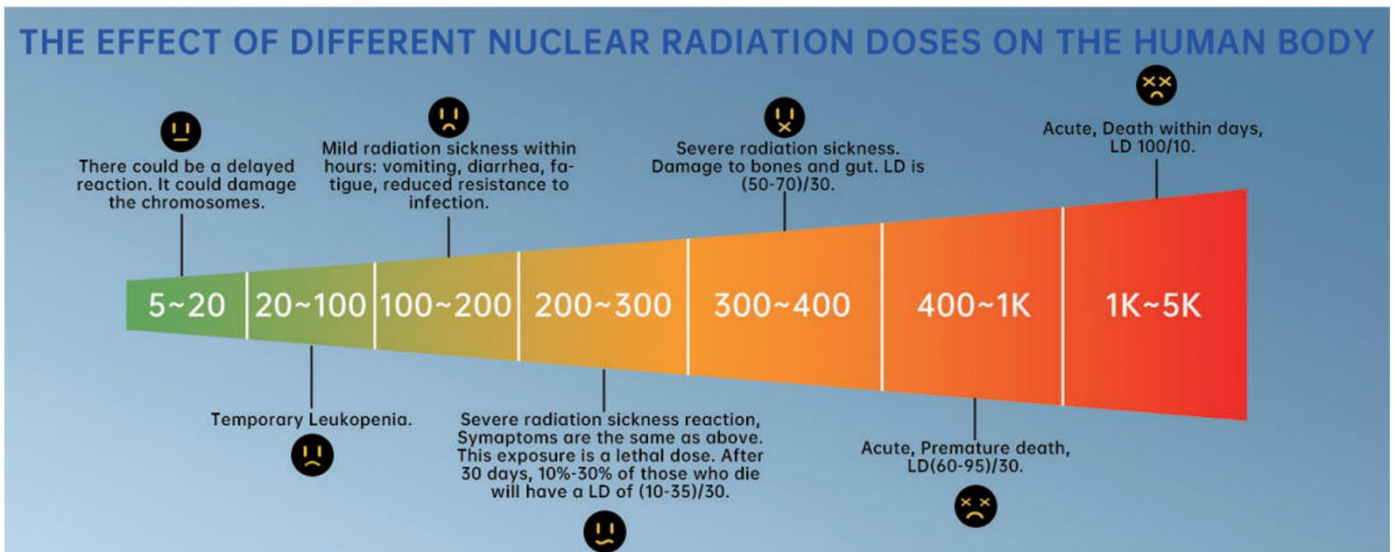 THE EFFECT OF DIFFERENT NUCLEAR RADIATION DOSES ON THE HUMAN BODY
There could be a delayed
reaction. It could damage
the chromosomes.
Mild radiation sickness within
hours: vomiting, diarrhea, fa-
tigue, reduced resistance to
infection.
Severe radiation sickness.
Damage to bones and gut. LD is
(50-70)/30.
Acute, Death within days,
LD 100/10.
5~20
20~100
100~200
200~300
300~400
400~1K
1K~5K
Temporary Leukopenia.
Severe radiation sickness reaction,
Symaptoms are the same as above.
This exposure is a lethal dose. After
30 days, 10%-30% of those who die
will have a LD of (10-35)/30.
Acute, Premature death,
LD(60-95)/30.